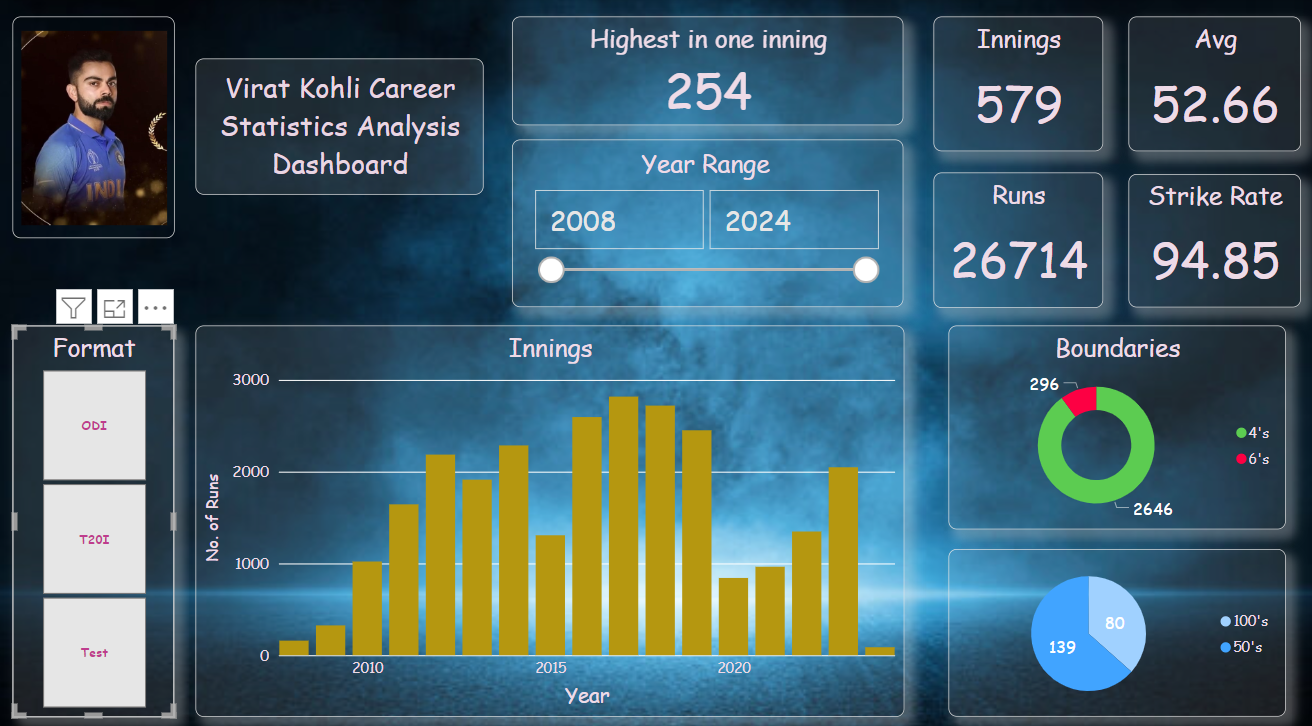 INDIA
Virat Kohli Career
Statistics Analysis
Dashboard
Highest in one inning
254
Year Range
2008
2024
Innings
579
Avg
52.66
Runs
26714
Strike Rate
94.85
Format
ODI
T20I
Test
Innings
No. of Runs
3000
2000
1000
0
2010
2015
2020
Year
Boundaries
296
2646
4's
6's
80
139
100's
50's